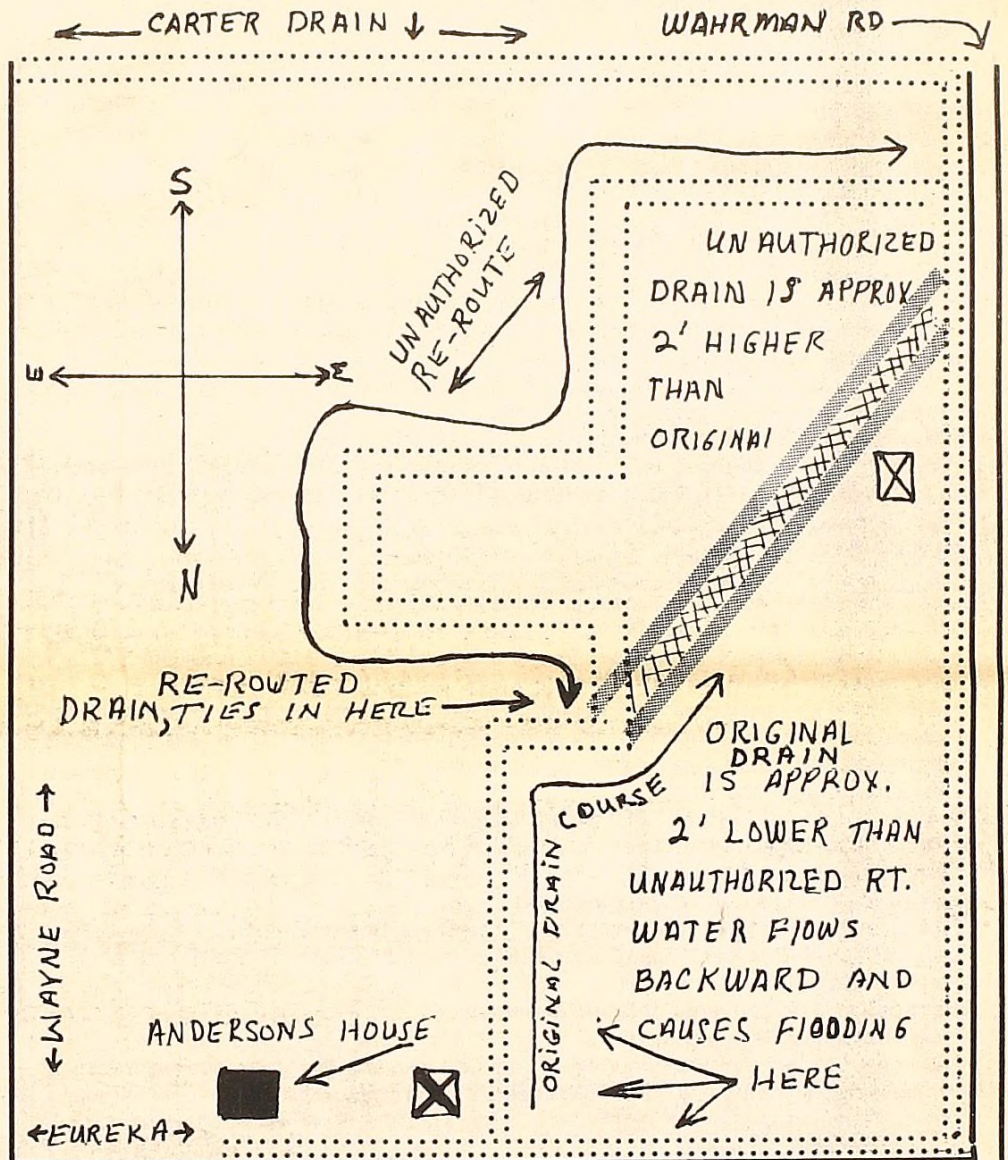 CARTER DRAIN
WAHRMAN RD
S
E
E
N
UNAUTHORIZED
RE-ROUTE
UNAUTHORIZED
DRAIN IS APPROX
2' HIGHER
THAN
ORIGINAl
RE-ROUTED
DRAIN, TIES IN HERE
ORIGINAL
DRAIN
IS APPROX.
2' LOWER THAN
UNAUTHORIZED RT.
WATER FlOWS
BACKWARD AND
CAUSES FlOODING
HERE
ORIGINAL DRAIN COURSE
WAYNE ROAD
ANDERSONS HOUSE
EUREKA